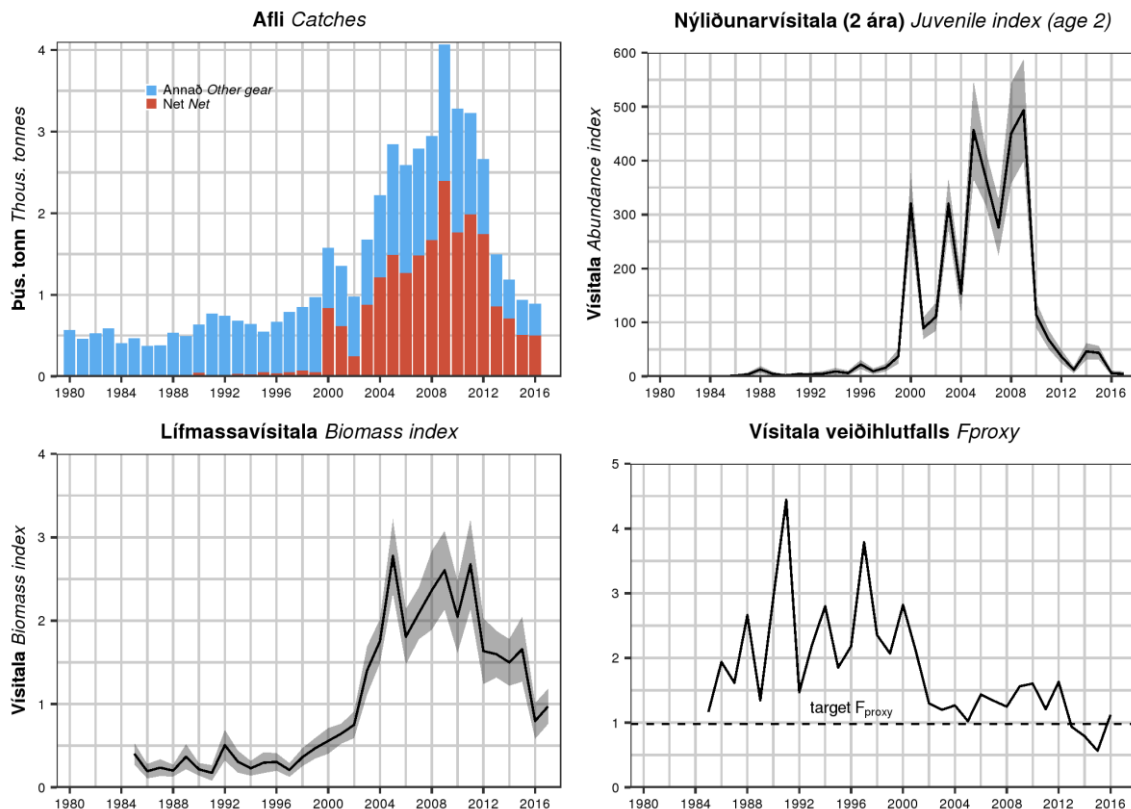 Afli Catches
Þús. tonn Thous. tonnes
4
3
2
1
0
Annað Other gear
Net Net
1980 1984 1988 1992 1996 2000 2004 2008 2012 2016
Nýliðunarvísitala (2 ára) Juvenile index (age 2)
Vísitala Abundance index
600
500
400
300
200
100
0
1980 1984 1988 1992 1996 2000 2004 2008 2012 2016
Lífmassavísitala Biomass index
Vísitala Biomass index
4
3
2
1
0
1980 1984 1988 1992 1996 2000 2004 2008 2012 2016
Vísitala veiðihlutfalls Fproxy
5
4
3
2
1
0
target Fproxy
1980 1984 1988 1992 1996 2000 2004 2008 2012 2016